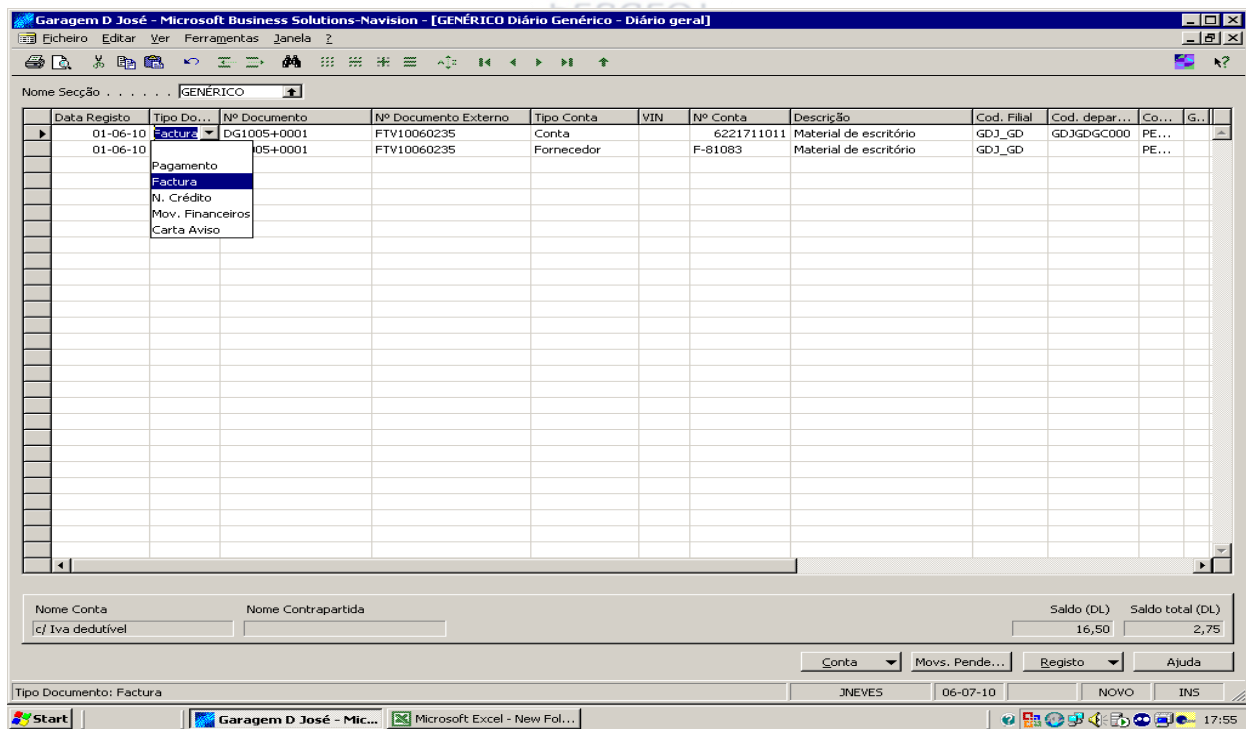 Garagem D José - Microsoft Business Solutions-Navision - [GENÉRICO Diário Genérico - Diário geral]
Ficheiro Editar Ver Ferramentas Janela ?
Nome Secção . . . . . . GENÉRICO
Data Registo Tipo Do... Nº Documento Nº Documento Externo Tipo Conta VIN Nº Conta Descrição Cod. Filial Cod. depar... Co... G..
01-06-10 Factura DG1005+0001 FTV10060235 Conta 6221711011 Material de escritório GDJ_GD GDJGDGC000 PE...
01-06-10 05+0001 FTV10060235 Fornecedor F-81083 Material de escritório GDJ_GD PE...
Pagamento
Factura
N. Crédito
Mov. Financeiros
Carta Aviso
Nome Conta Nome Contrapartida Saldo (DL) Saldo total (DL)
c/ Iva dedutível 16,50 2,75
Conta Movs. Pende... Registo Ajuda
Tipo Documento: Factura JNEVES 06-07-10 NOVO INS
Start Garagem D José - Mic... Microsoft Excel - New Fol... 17:55